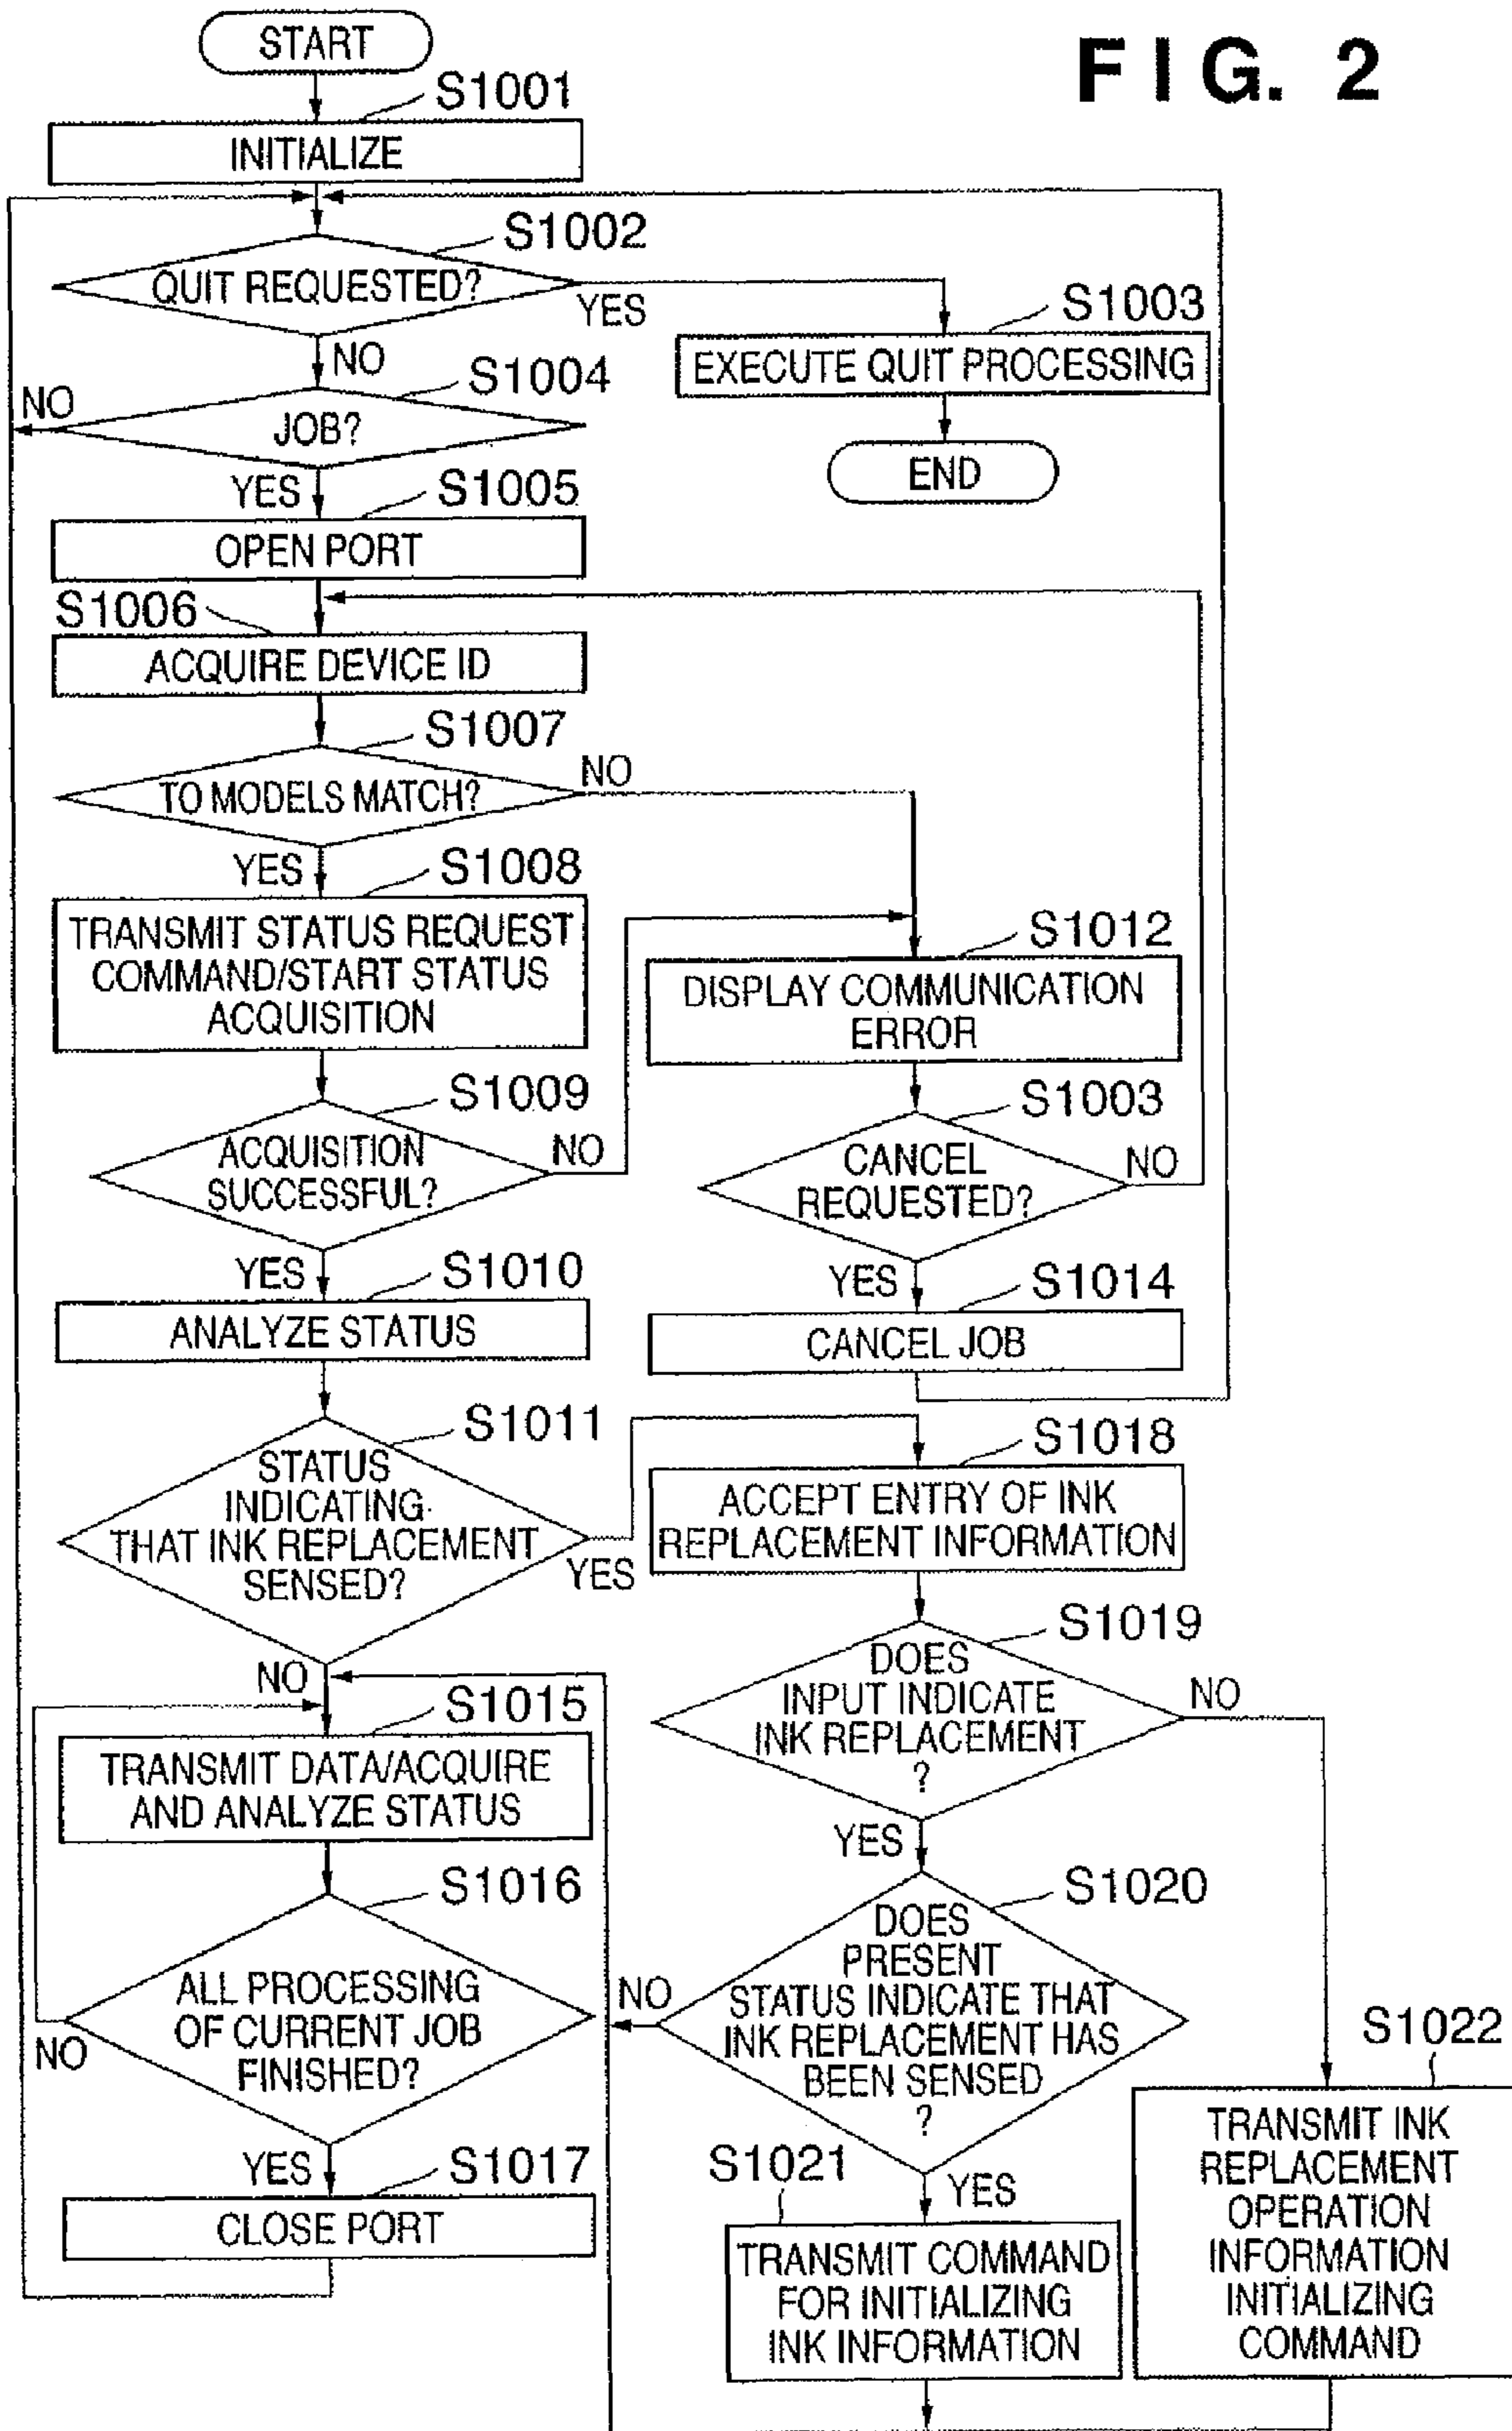 FIG. 2
START
S1001
INITIALIZE
S1002
QUIT REQUESTED?
YES
NO
S1003
EXECUTE QUIT PROCESSING
END
S1004
NO
JOB?
YES
S1005
OPEN PORT
S1006
ACQUIRE DEVICE ID
S1007
TO MODELS MATCH?
NO
YES
S1008
TRANSMIT STATUS REQUEST
COMMAND/START STATUS
ACQUISITION
S1009
ACQUISITION
SUCCESSFUL?
NO
YES
S1012
DISPLAY COMMUNICATION
ERROR
S1003
CANCEL
REQUESTED?
NO
YES
S1014
CANCEL JOB
S1010
ANALYZE STATUS
S1011
STATUS
INDICATING
THAT INK REPLACEMENT
SENSED?
YES
NO
S1018
ACCEPT ENTRY OF INK
REPLACEMENT INFORMATION
S1019
DOES
INPUT INDICATE
INK REPLACEMENT
?
NO
YES
S1015
TRANSMIT DATA/ACQUIRE
AND ANALYZE STATUS
S1016
ALL PROCESSING
OF CURRENT JOB
FINISHED?
NO
YES
S1017
CLOSE PORT
S1020
DOES
PRESENT
STATUS INDICATE THAT
INK REPLACEMENT HAS
BEEN SENSED
?
NO
YES
S1021
TRANSMIT COMMAND
FOR INITIALIZING
INK INFORMATION
S1022
TRANSMIT INK
REPLACEMENT
OPERATION
INFORMATION
INITIALIZING
COMMAND